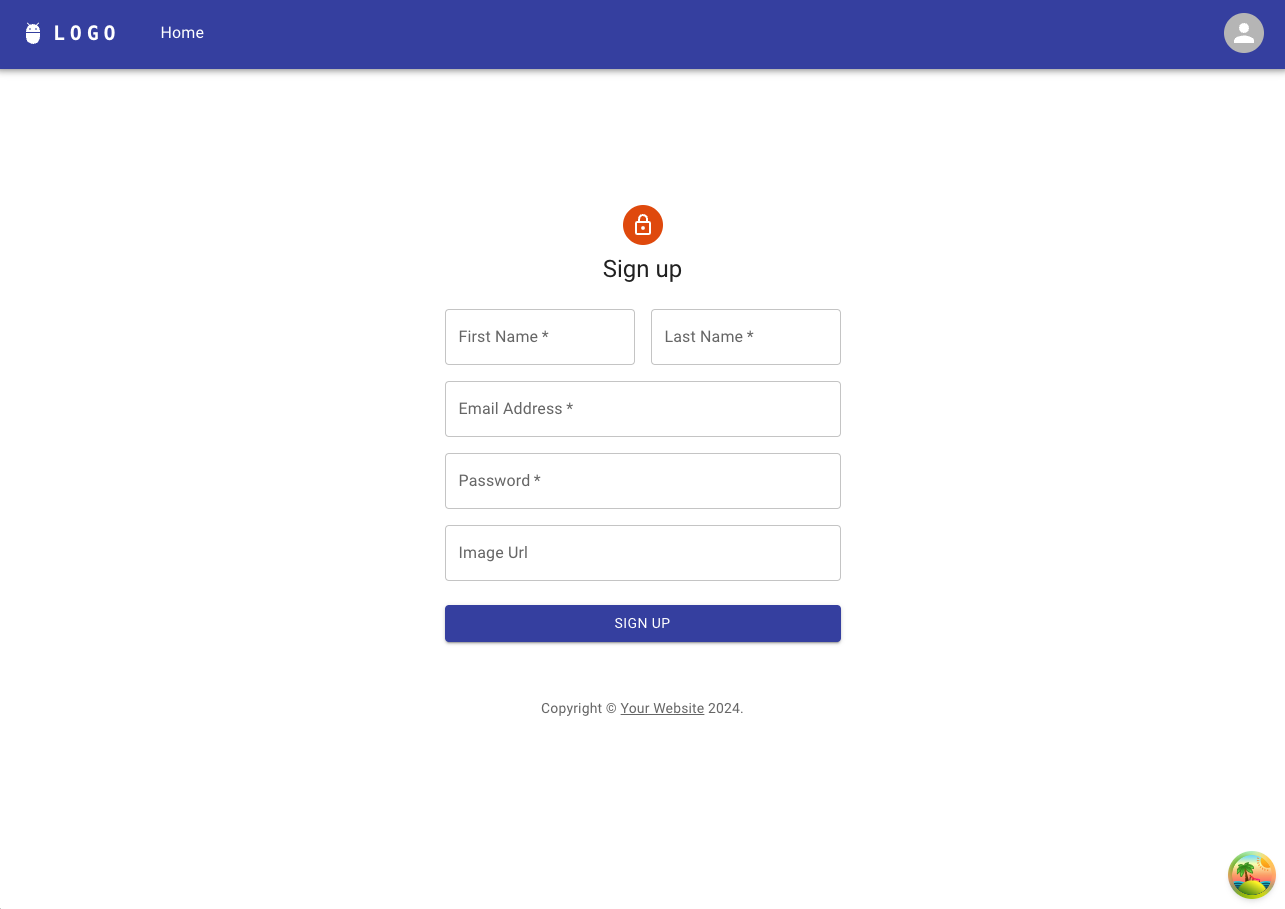 LOGO Home
Sign up
First Name * Last Name *
Email Address *
Password *
Image Url
SIGN UP
Copyright © Your Website 2024.